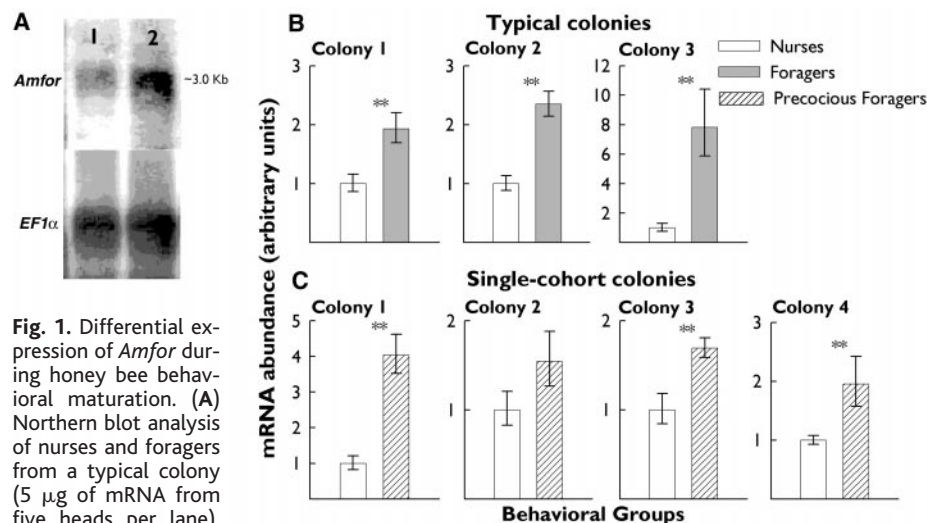 A
1 2
Amfor
~3.0 Kb
EF1α
Fig. 1. Differential ex-
pression of Amfor dur-
ing honey bee behav-
ioral maturation. (A)
Northern blot analysis
of nurses and foragers
from a typical colony
(5 μg of mRNA from
five heads per lane).
B
Typical colonies
Colony 1
3
2
1
**
Colony 2
3
2
1
**
Colony 3
12
10
8
6
4
2
**
Nurses
Foragers
Precocious Foragers
mRNA abundance (arbitrary units)
C
Single-cohort colonies
Colony 1
5
4
3
2
1
**
Colony 2
2
1
Colony 3
2
1
**
Colony 4
3
2
1
**
Behavioral Groups